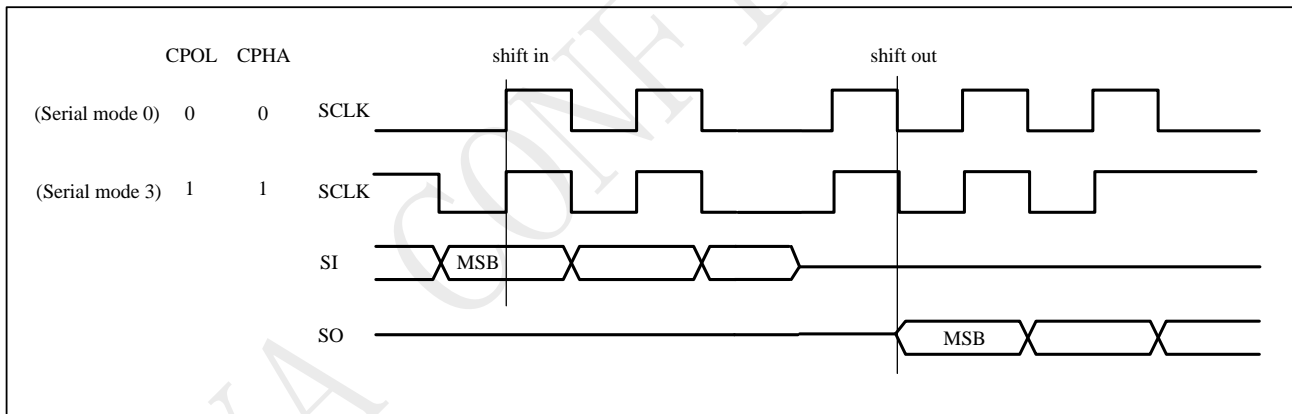 CPOL CPHA shift in shift out
(Serial mode 0) 0 0 SCLK
(Serial mode 3) 1 1 SCLK
SI MSB
SO MSB